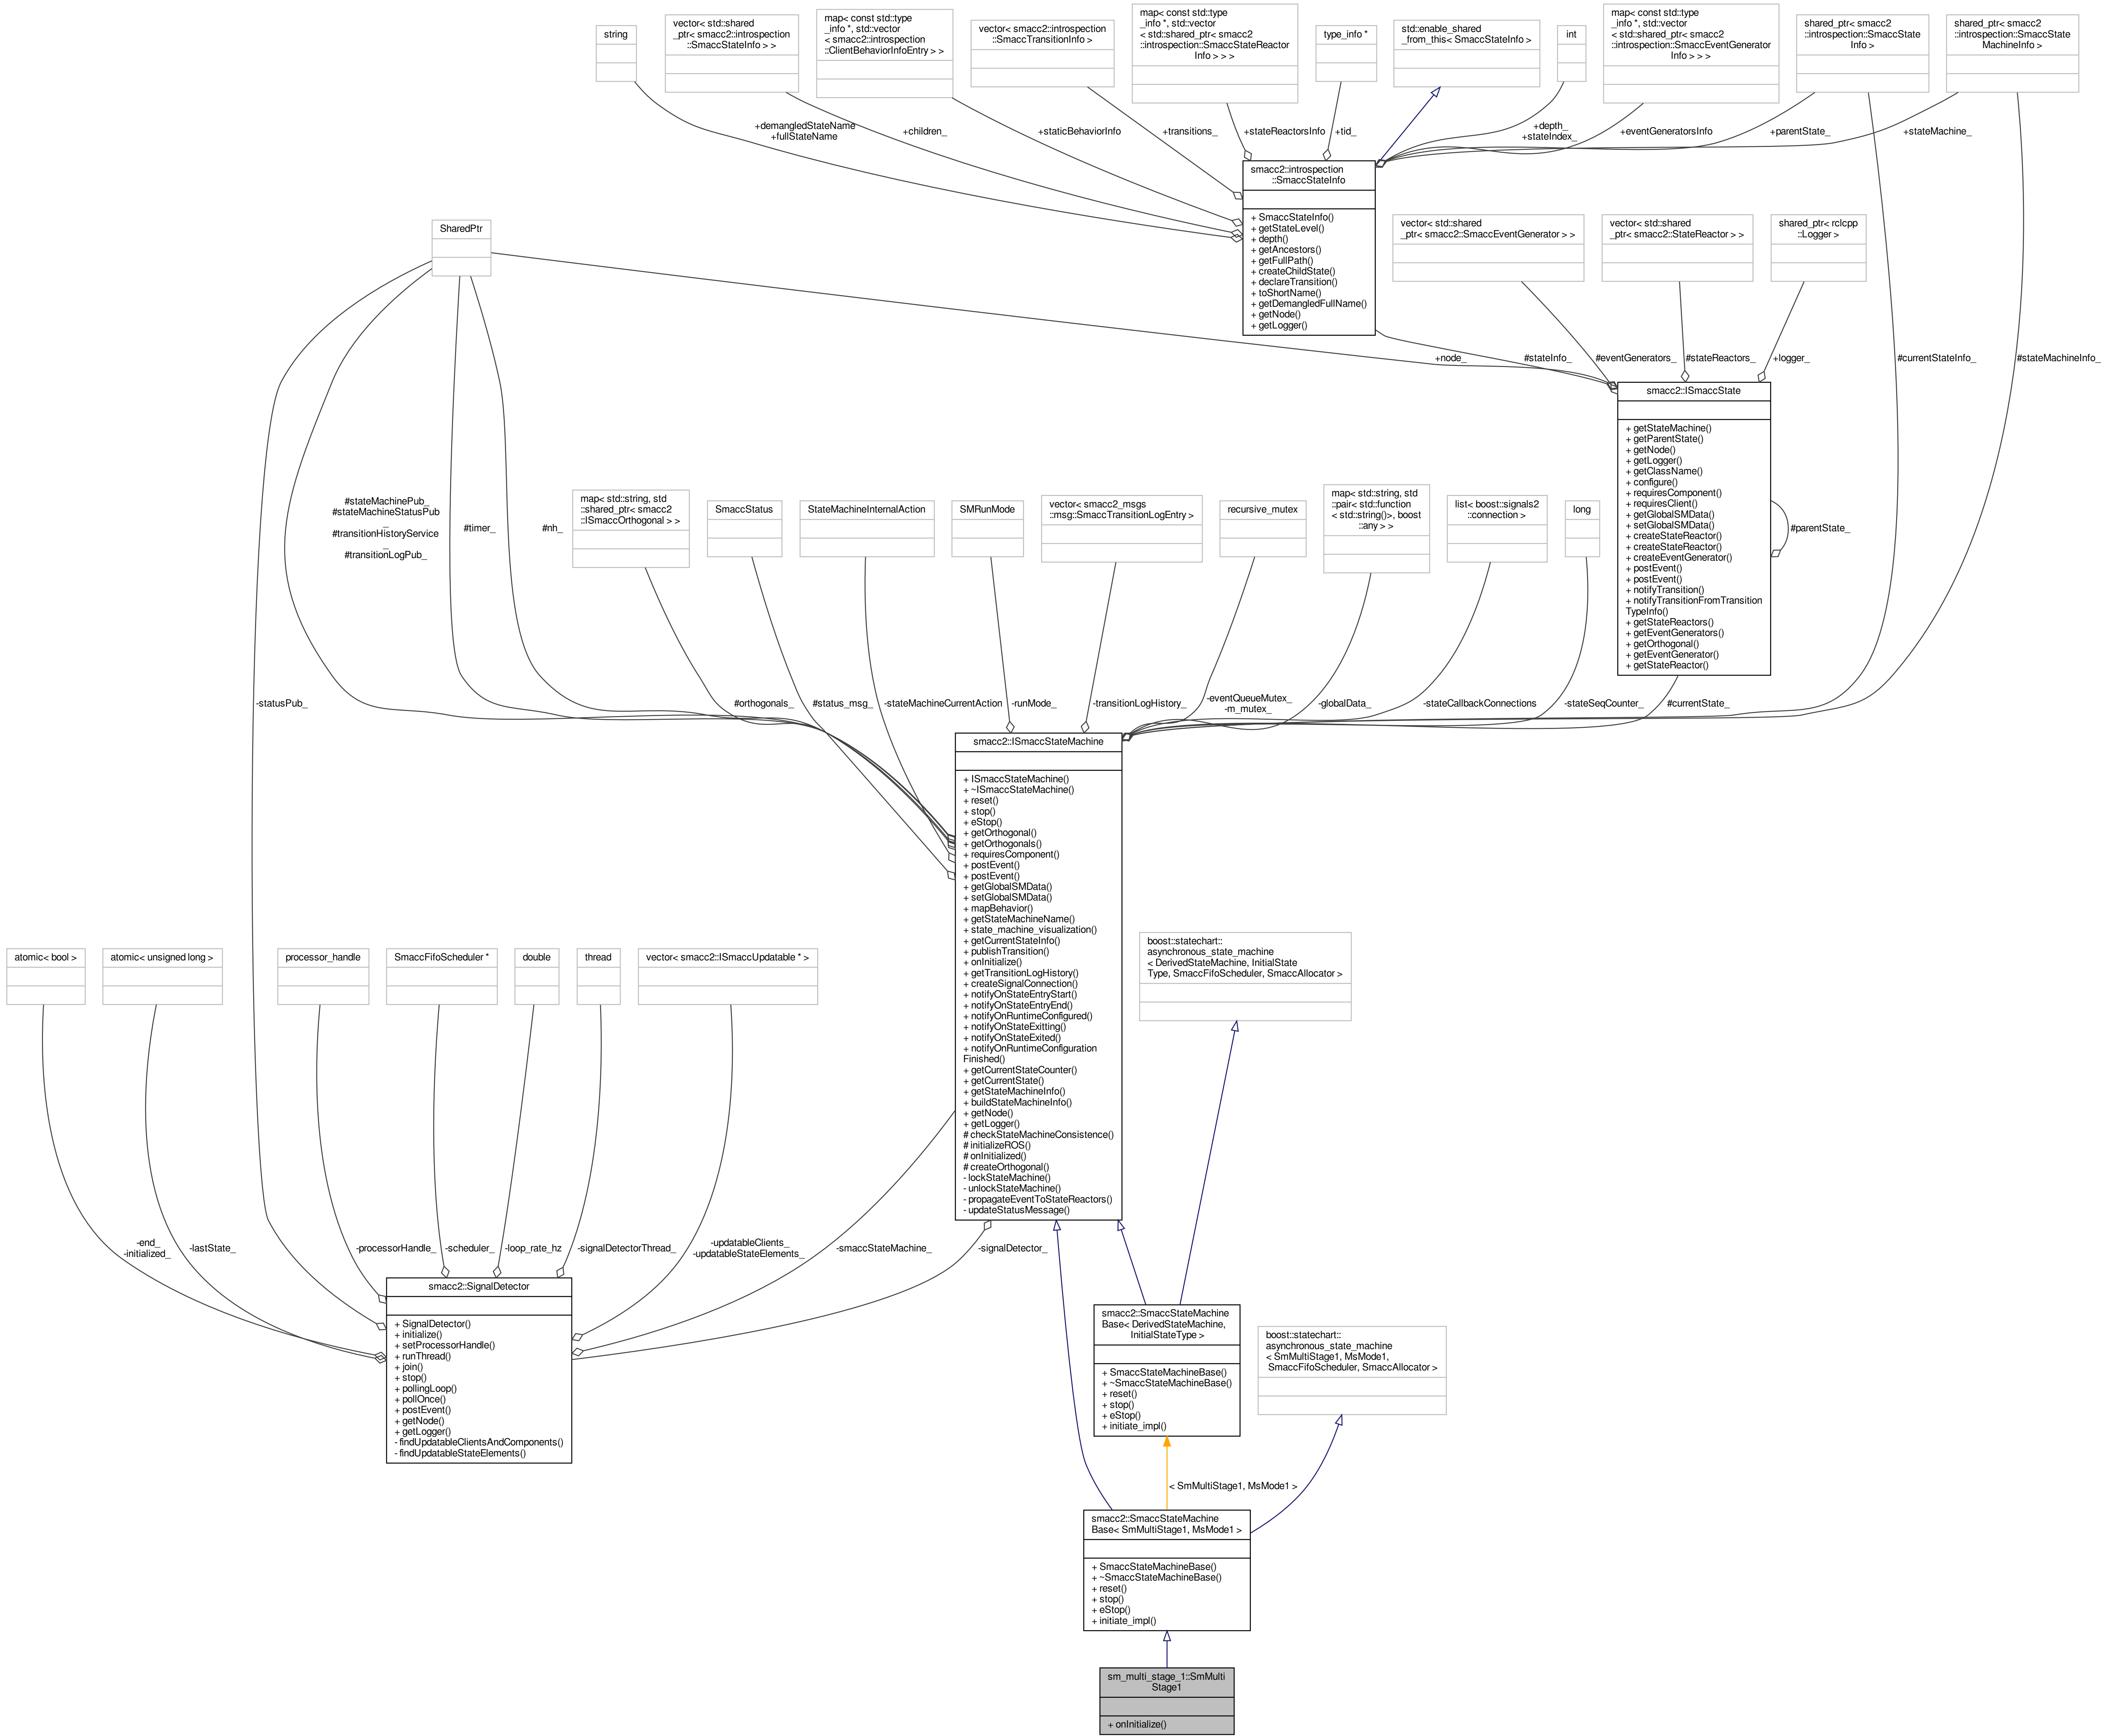 string
vector< std::shared
_ptr< smacc2::introspection
::SmaccStateInfo > >
map< const std::type
_info *, std::vector
< smacc2::introspection
::ClientBehaviorInfoEntry > >
vector< smacc2::introspection
::SmaccTransitionInfo >
map< const std::type
_info *, std::vector
< std::shared_ptr< smacc2
::introspection::SmaccStateReactor
Info > > >
type_info *
std::enable_shared
_from_this< SmaccStateInfo >
int
map< const std::type
_info *, std::vector
< std::shared_ptr< smacc2
::introspection::SmaccEventGenerator
Info > > >
shared_ptr< smacc2
::introspection::SmaccState
Info >
shared_ptr< smacc2
::introspection::SmaccState
MachineInfo >
+demangledStateName
+fullStateName
+children_
+staticBehaviorInfo
+transitions_
+stateReactorsInfo
+tid_
+depth_
+stateIndex_
+eventGeneratorsInfo
+parentState_
+stateMachine_
smacc2::introspection
::SmaccStateInfo
+ SmaccStateInfo()
+ getStateLevel()
+ depth()
+ getAncestors()
+ getFullPath()
+ createChildState()
+ declareTransition()
+ toShortName()
+ getDemangledFullName()
+ getNode()
+ getLogger()
SharedPtr
vector< std::shared
_ptr< smacc2::SmaccEventGenerator > >
vector< std::shared
_ptr< smacc2::StateReactor > >
shared_ptr< rclcpp
::Logger >
+node_
#stateInfo_
#eventGenerators_
#stateReactors_
+logger_
#currentStateInfo_
#stateMachineInfo_
smacc2::ISmaccState
+ getStateMachine()
+ getParentState()
+ getNode()
+ getLogger()
+ getClassName()
+ configure()
+ requiresComponent()
+ requiresClient()
+ getGlobalSMData()
+ setGlobalSMData()
+ createStateReactor()
+ createStateReactor()
+ createEventGenerator()
+ postEvent()
+ postEvent()
+ notifyTransition()
+ notifyTransitionFromTransition
TypeInfo()
+ getStateReactors()
+ getEventGenerators()
+ getOrthogonal()
+ getEventGenerator()
+ getStateReactor()
#parentState_
#stateMachinePub_
#stateMachineStatusPub
_
#transitionHistoryService
_
#transitionLogPub_
#timer_
#nh_
map< std::string, std
::shared_ptr< smacc2
::ISmaccOrthogonal > >
SmaccStatus
StateMachineInternalAction
SMRunMode
vector< smacc2_msgs
::msg::SmaccTransitionLogEntry >
recursive_mutex
map< std::string, std
::pair< std::function
< std::string()>, boost
::any > >
list< boost::signals2
::connection >
long
-statusPub_
#orthogonals_
#status_msg_
-stateMachineCurrentAction
-runMode_
-transitionLogHistory_
-eventQueueMutex_
-m_mutex_
-globalData_
-stateCallbackConnections
-stateSeqCounter_
#currentState_
smacc2::ISmaccStateMachine
+ ISmaccStateMachine()
+ ~ISmaccStateMachine()
+ reset()
+ stop()
+ eStop()
+ getOrthogonal()
+ getOrthogonals()
+ requiresComponent()
+ postEvent()
+ postEvent()
+ getGlobalSMData()
+ setGlobalSMData()
+ mapBehavior()
+ getStateMachineName()
+ state_machine_visualization()
+ getCurrentStateInfo()
+ publishTransition()
+ onInitialize()
+ getTransitionLogHistory()
+ createSignalConnection()
+ notifyOnStateEntryStart()
+ notifyOnStateEntryEnd()
+ notifyOnRuntimeConfigured()
+ notifyOnStateExitting()
+ notifyOnStateExited()
+ notifyOnRuntimeConfiguration
Finished()
+ getCurrentStateCounter()
+ getCurrentState()
+ getStateMachineInfo()
+ buildStateMachineInfo()
+ getNode()
+ getLogger()
# checkStateMachineConsistence()
# initializeROS()
# onInitialized()
# createOrthogonal()
- lockStateMachine()
- unlockStateMachine()
- propagateEventToStateReactors()
- updateStatusMessage()
atomic< bool >
atomic< unsigned long >
processor_handle
SmaccFifoScheduler *
double
thread
vector< smacc2::ISmaccUpdatable * >
boost::statechart::
asynchronous_state_machine
< DerivedStateMachine, InitialState
Type, SmaccFifoScheduler, SmaccAllocator >
-end_
-initialized_
-lastState_
-processorHandle_
-scheduler_
-loop_rate_hz
-signalDetectorThread_
-updatableClients_
-updatableStateElements_
-smaccStateMachine_
-signalDetector_
smacc2::SignalDetector
+ SignalDetector()
+ initialize()
+ setProcessorHandle()
+ runThread()
+ join()
+ stop()
+ pollingLoop()
+ pollOnce()
+ postEvent()
+ getNode()
+ getLogger()
- findUpdatableClientsAndComponents()
- findUpdatableStateElements()
smacc2::SmaccStateMachine
Base< DerivedStateMachine,
InitialStateType >
+ SmaccStateMachineBase()
+ ~SmaccStateMachineBase()
+ reset()
+ stop()
+ eStop()
+ initiate_impl()
boost::statechart::
asynchronous_state_machine
< SmMultiStage1, MsMode1,
SmaccFifoScheduler, SmaccAllocator >
< SmMultiStage1, MsMode1 >
smacc2::SmaccStateMachine
Base< SmMultiStage1, MsMode1 >
+ SmaccStateMachineBase()
+ ~SmaccStateMachineBase()
+ reset()
+ stop()
+ eStop()
+ initiate_impl()
sm_multi_stage_1::SmMulti
Stage1
+ onInitialize()